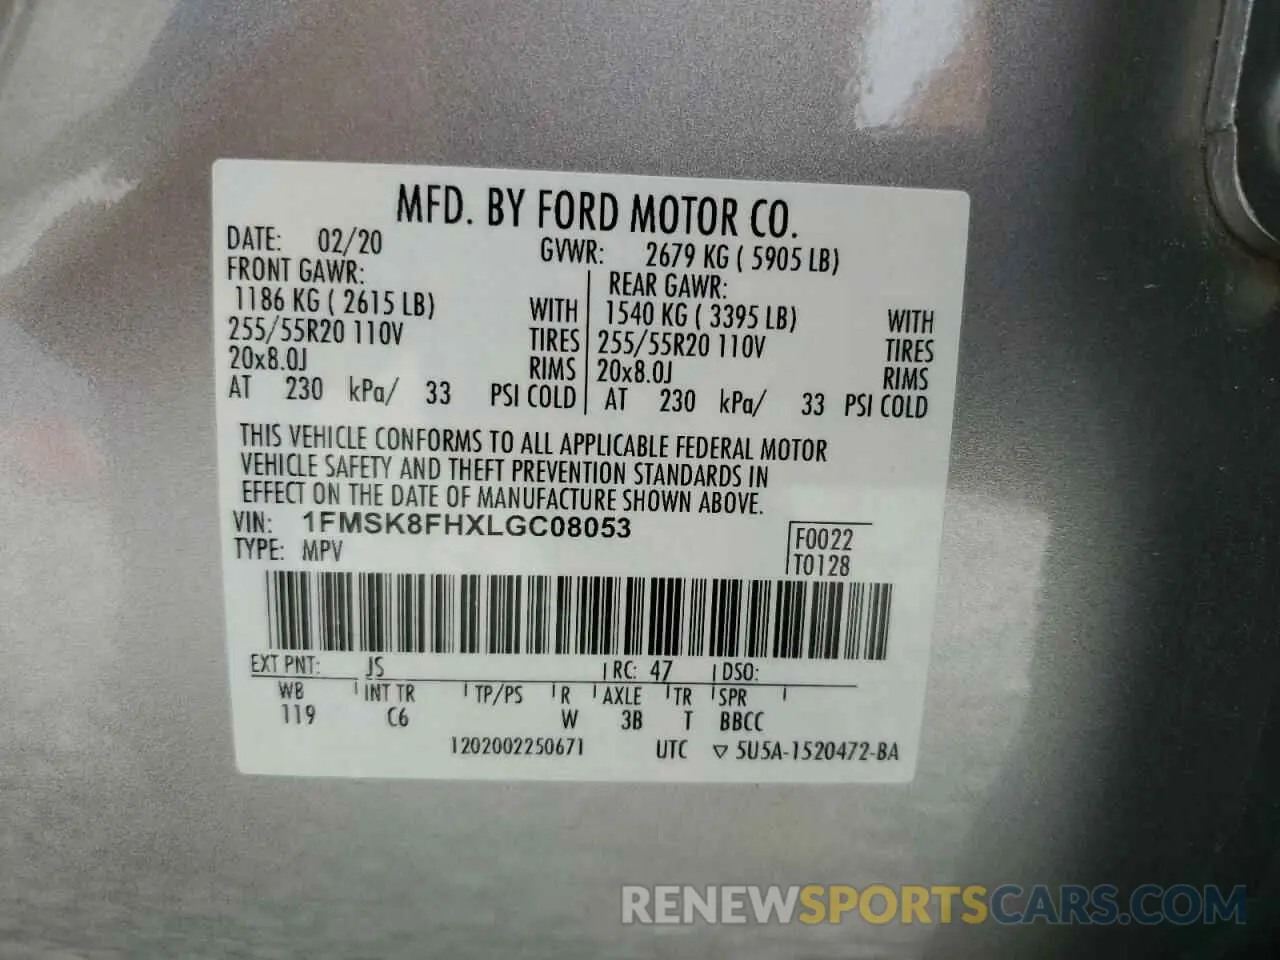 MFD. BY FORD MOTOR CO.
DATE: 02/20 GVWR: 2679 KG ( 5905 LB)
FRONT GAWR: REAR GAWR:
1186 KG ( 2615 LB) WITH 1540 KG ( 3395 LB) WITH
255/55R20 110V TIRES 255/55R20 110V TIRES
20x8.0J RIMS 20x8.0J RIMS
AT 230 kPa/ 33 PSI COLD AT 230 kPa/ 33 PSI COLD
THIS VEHICLE CONFORMS TO ALL APPLICABLE FEDERAL MOTOR
VEHICLE SAFETY AND THEFT PREVENTION STANDARDS IN
EFFECT ON THE DATE OF MANUFACTURE SHOWN ABOVE.
VIN: 1FMSK8FHXLGC08053 F0022
TYPE: MPV T0128
EXT PNT: JS RC: 47 DSO:
WB INT TR TP/PS R AXLE TR SPR
119 C6 W 3B T BBCC
1202002250671 UTC ▽ 5U5A-1520472-BA
RENEWSPORTSCARS.COM